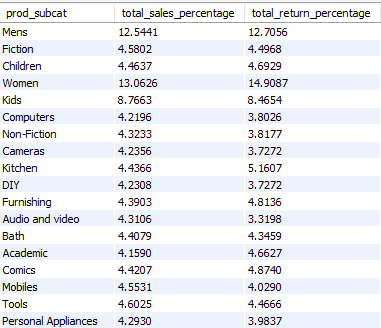 prod_subcat total_sales_percentage total_return_percentage
Mens 12.5441 12.7056
Fiction 4.5802 4.4968
Children 4.4637 4.6929
Women 13.0626 14.9087
Kids 8.7663 8.4654
Computers 4.2196 3.8026
Non-Fiction 4.3233 3.8177
Cameras 4.2356 3.7272
Kitchen 4.4366 5.1607
DIY 4.2308 3.7272
Furnishing 4.3903 4.8136
Audio and video 4.3106 3.3198
Bath 4.4079 4.3459
Academic 4.1590 4.6627
Comics 4.4207 4.8740
Mobiles 4.5531 4.0290
Tools 4.6025 4.4666
Personal Appliances 4.2930 3.9837